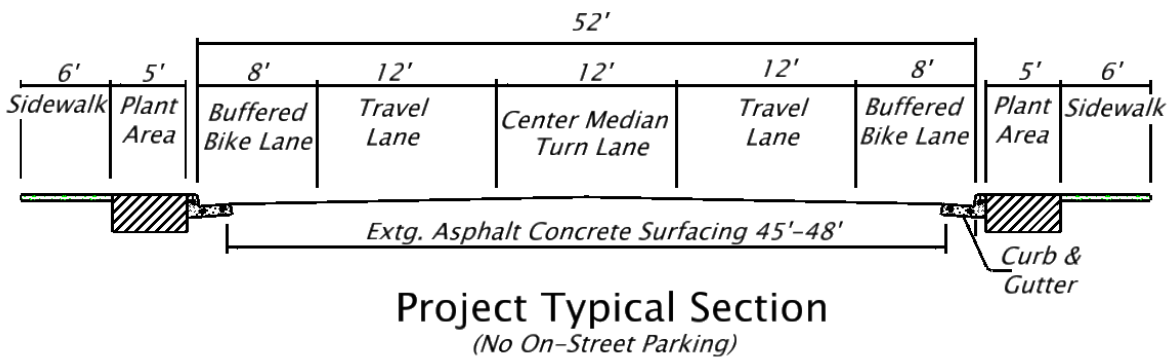 52'
6' 5' 8' 12' 12' 12' 8' 5' 6'
Sidewalk
Plant
Area
Buffered
Bike Lane
Travel
Lane
Center Median
Turn Lane
Travel
Lane
Buffered
Bike Lane
Plant
Area
Sidewalk
Extg. Asphalt Concrete Surfacing 45'-48'
Curb &
Gutter
Project Typical Section
(No On-Street Parking)